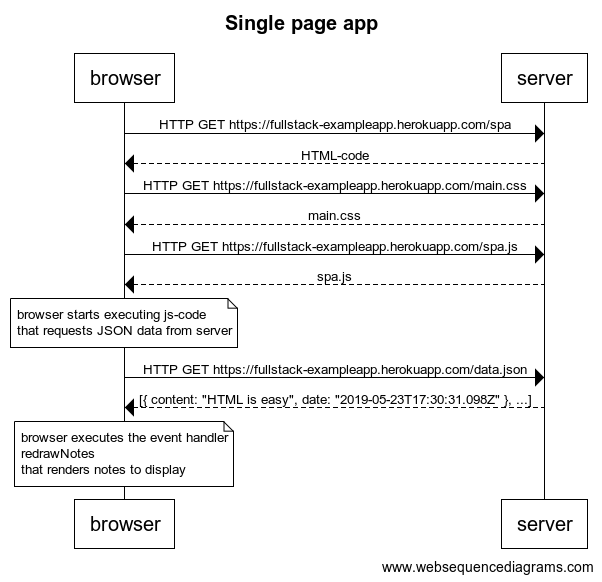 Single page app
browser
server
HTTP GET https://fullstack-exampleapp.herokuapp.com/spa
HTML-code
HTTP GET https://fullstack-exampleapp.herokuapp.com/main.css
main.css
HTTP GET https://fullstack-exampleapp.herokuapp.com/spa.js
spa.js
browser starts executing js-code
that requests JSON data from server
HTTP GET https://fullstack-exampleapp.herokuapp.com/data.json
[{ content: "HTML is easy", date: "2019-05-23T17:30:31.098Z" }, ...]
browser executes the event handler
redrawNotes
that renders notes to display
browser
server
www.websequencediagrams.com